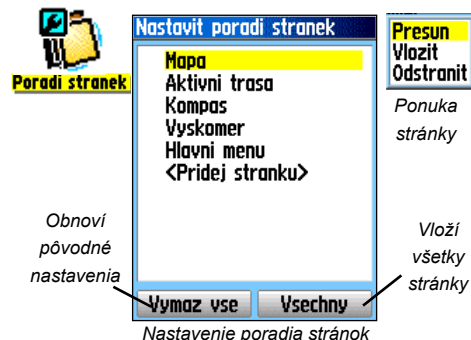 Poradi stranek
Nastavit poradi stranek
Mapa
Aktivni trasa
Kompas
Vyskomer
Hlavni menu
<Pridej stranku>
Vymaz vse
Vsechny
Presun
Vlozit
Odstranit
Ponuka
stránky
Obnoví
pôvodné
nastavenia
Vloží
všetky
stránky
Nastavenie poradia stránok